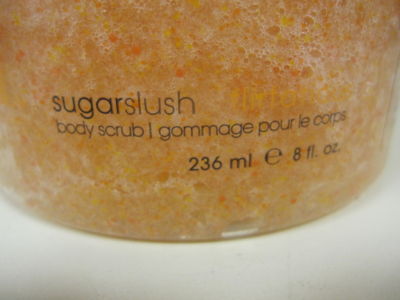 sugarslush
body scrub | gommage pour le corps
236 ml ℮ 8 fl. oz.